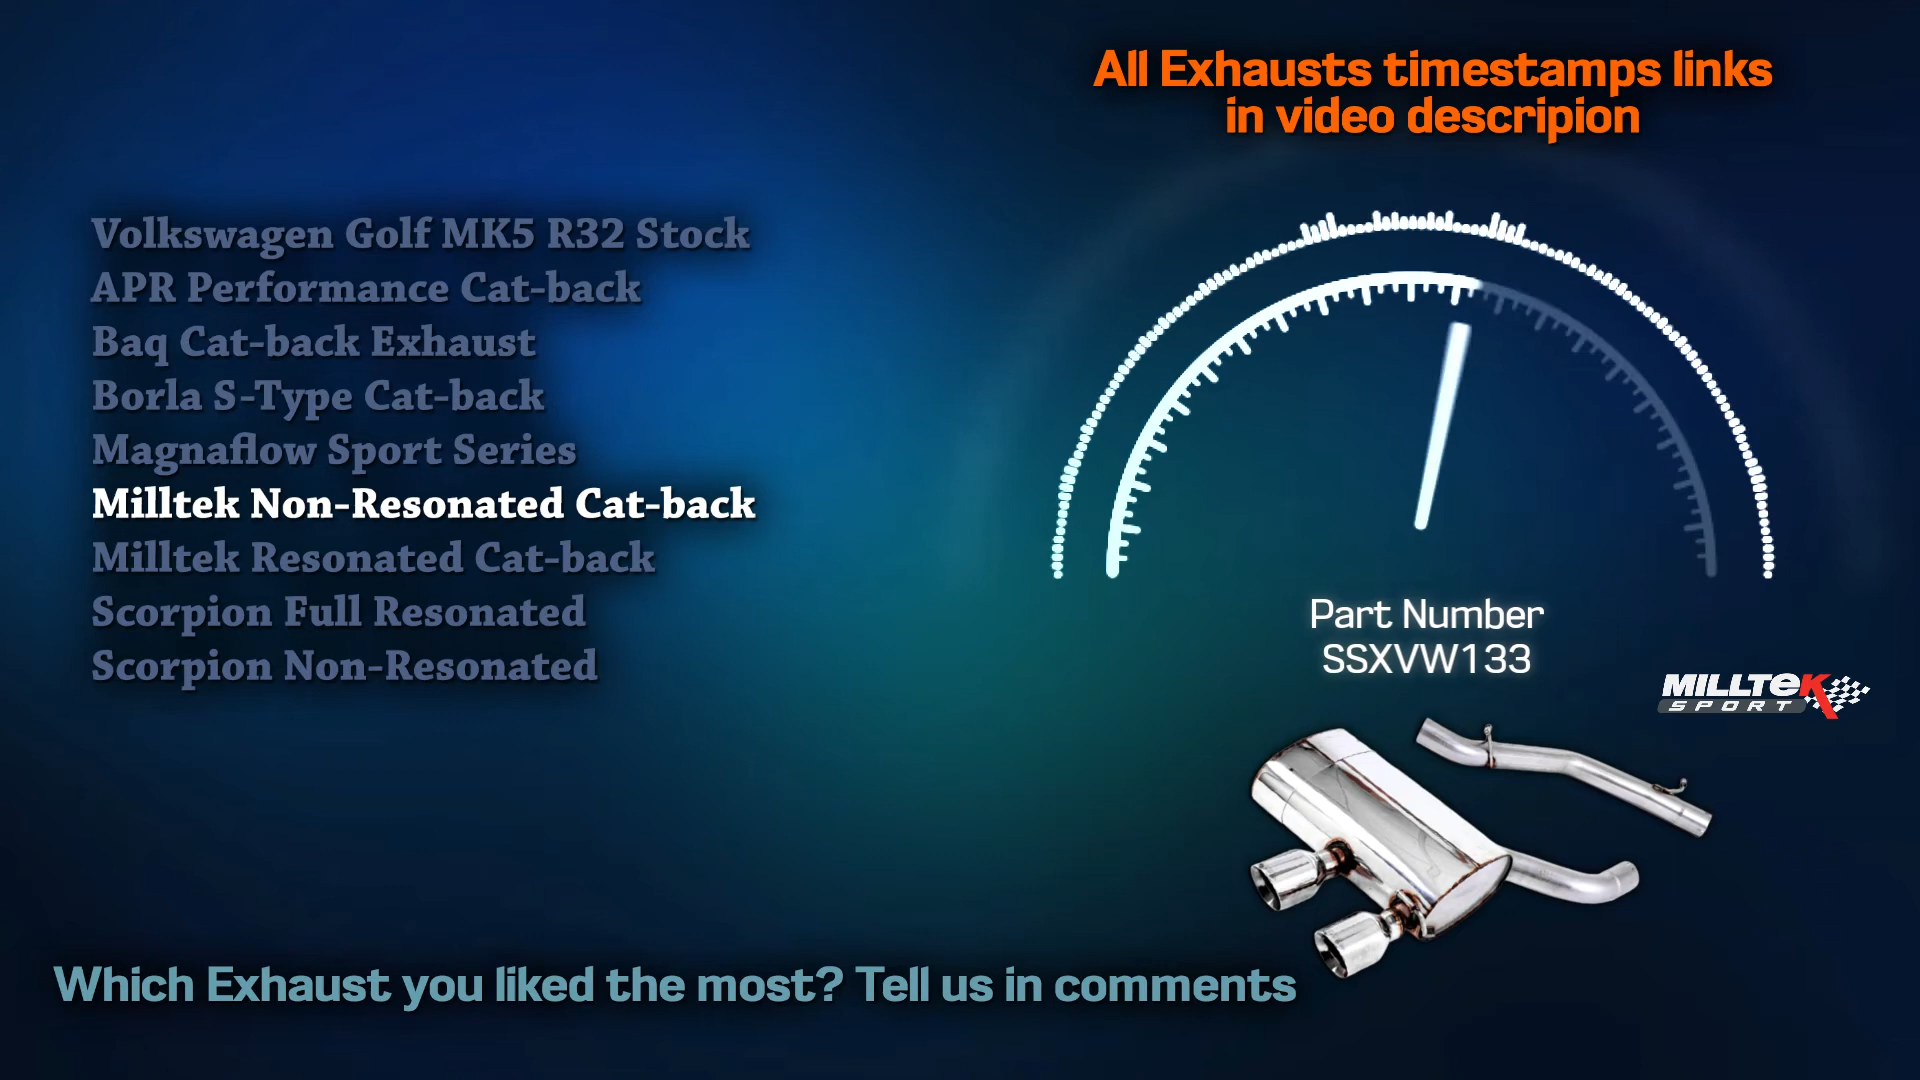 All Exhausts timestamps links
in video descripion
Volkswagen Golf MK5 R32 Stock
APR Performance Cat-back
Baq Cat-back Exhaust
Borla S-Type Cat-back
Magnaflow Sport Series
Milltek Non-Resonated Cat-back
Milltek Resonated Cat-back
Scorpion Full Resonated
Scorpion Non-Resonated
Part Number
SSXVW133
MILLTEK
SPORT
Which Exhaust you liked the most? Tell us in comments